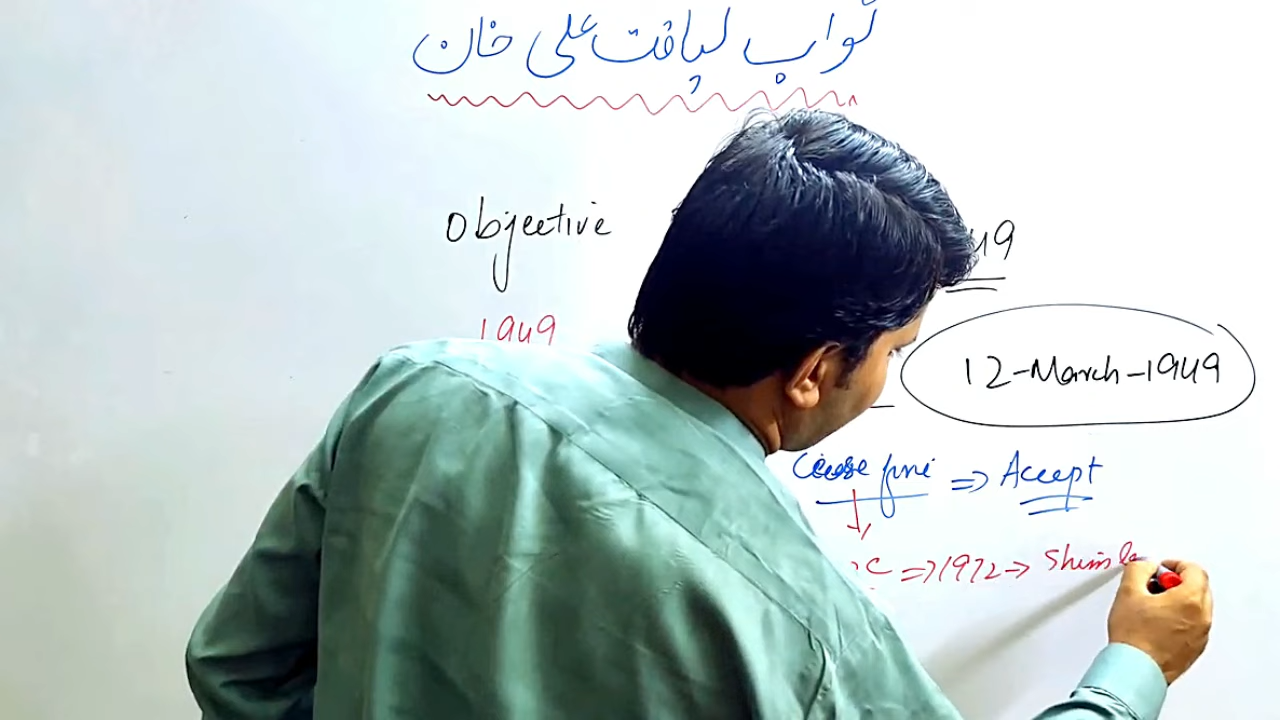 نواب لیاقت علی خان
Objective
49
1949
12-March-1949
Cease fire => Accept
C => 1972 → Shimla